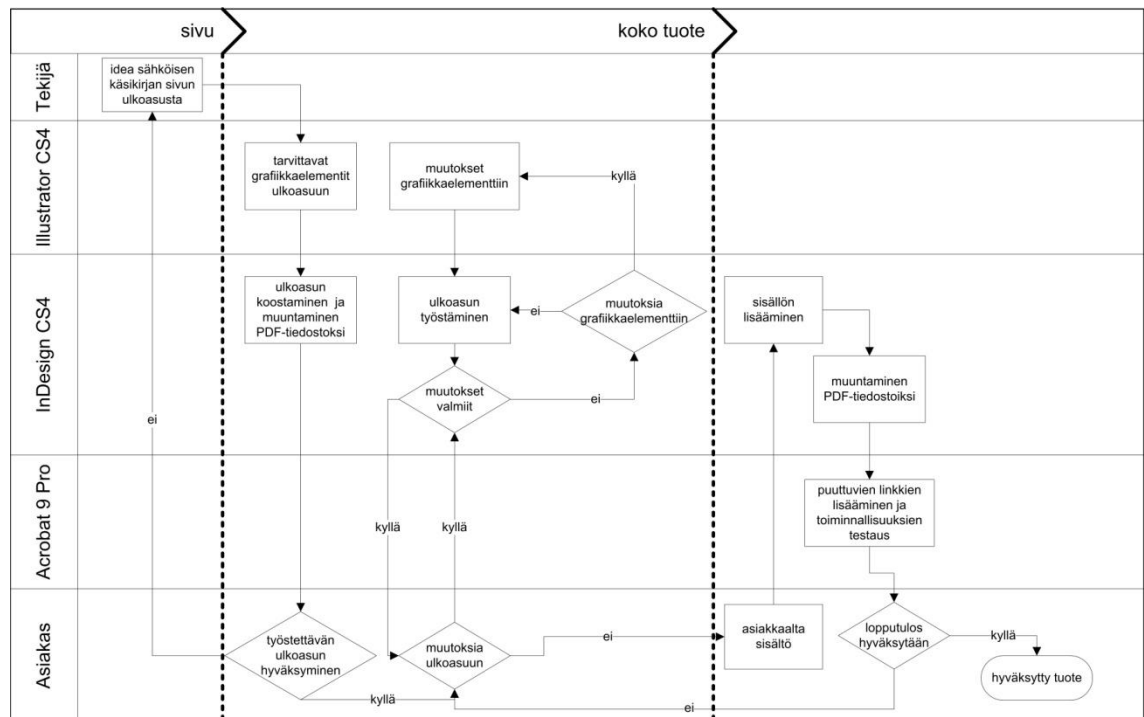 sivu
koko tuote
Tekijä
idea sähköisen
käsikirjan sivun
ulkoasusta
Illustrator CS4
tarvittavat
grafiikkaelementit
ulkoasuun
muutokset
grafiikkaelementtiin
kyllä
InDesign CS4
ulkoasun
koostaminen ja
muuntaminen
PDF-tiedostoksi
ulkoasun
työstäminen
ei
muutoksia
grafiikkaelementtiin
sisällön
lisääminen
muutokset
valmiit
ei
muuntaminen
PDF-tiedostoiksi
ei
Acrobat 9 Pro
kyllä
kyllä
puuttuvien linkkien
lisääminen ja
toiminnallisuuksien
testaus
Asiakas
työstettävän
ulkoasun
hyväksyminen
kyllä
muutoksia
ulkoasuun
ei
asiakkaalta
sisältö
lopputulos
hyväksytään
kyllä
hyväksytty tuote
ei